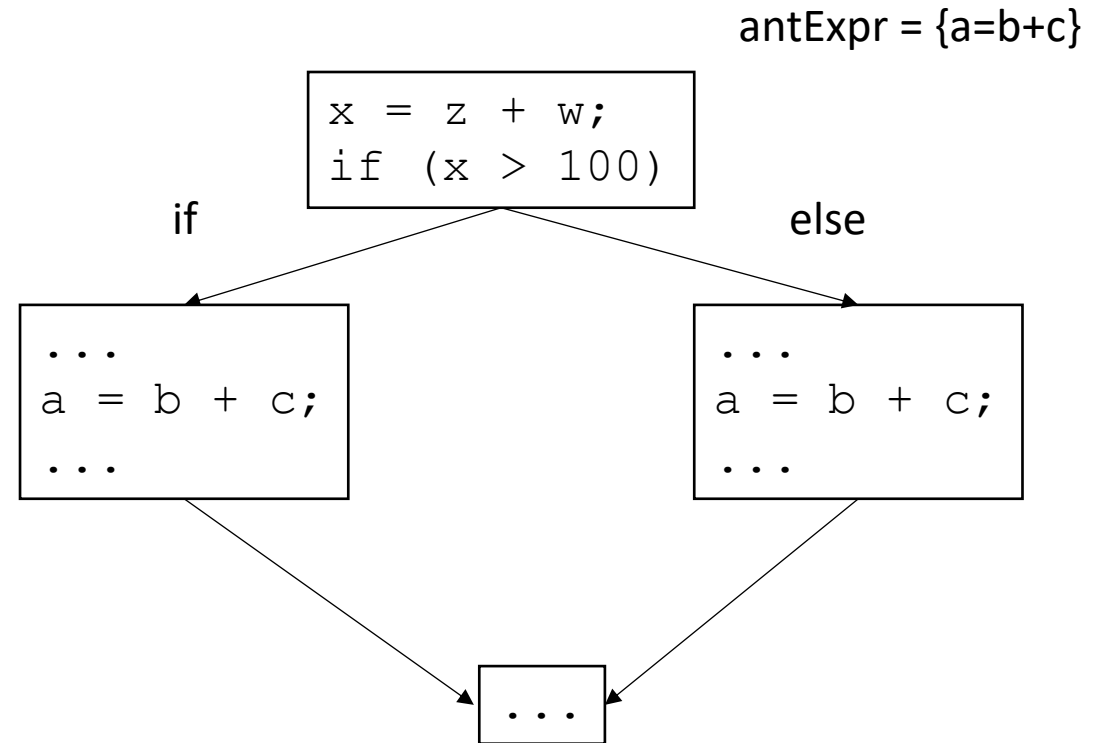 antExpr = {a=b+c}
x = z + w;
if (x > 100)
if
else
...
a = b + c;
...
...
a = b + c;
...
...